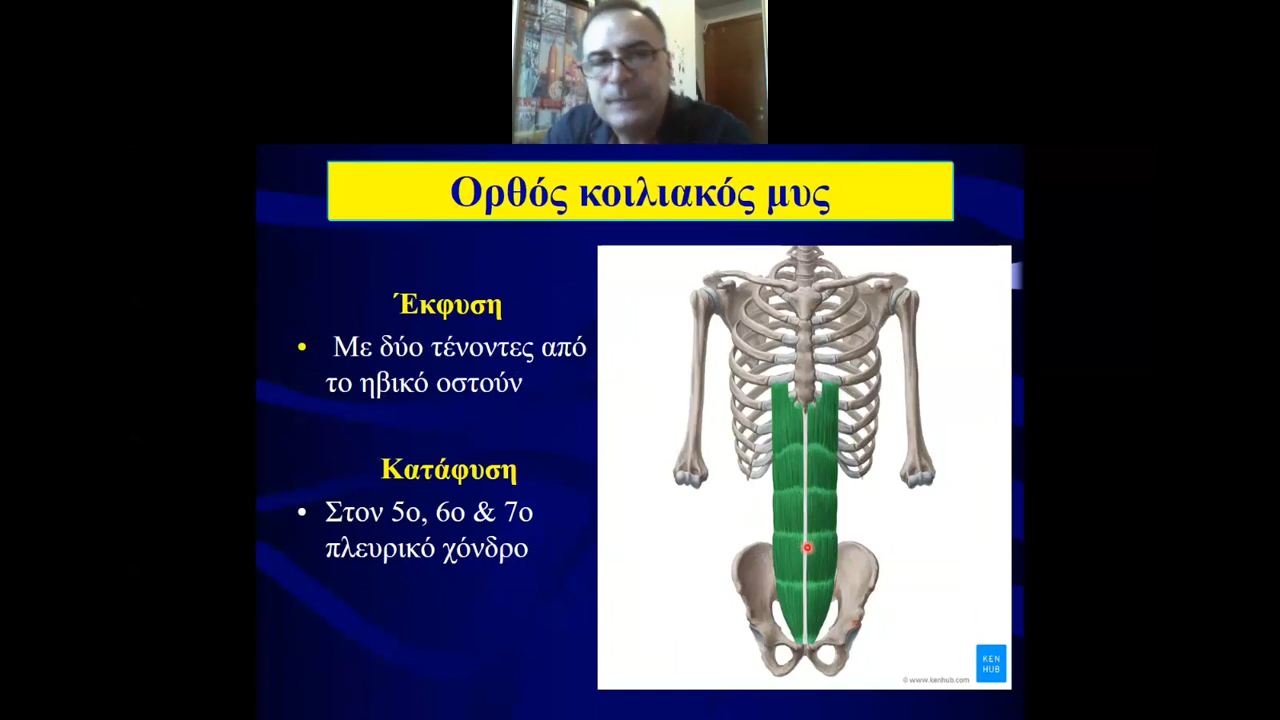 Ορθός κοιλιακός μυς
Έκφυση
• Με δύο τένοντες από
το ηβικό οστούν
Κατάφυση
• Στον 5ο, 6ο & 7ο
πλευρικό χόνδρο
KEN
HUB
© www.kenhub.com